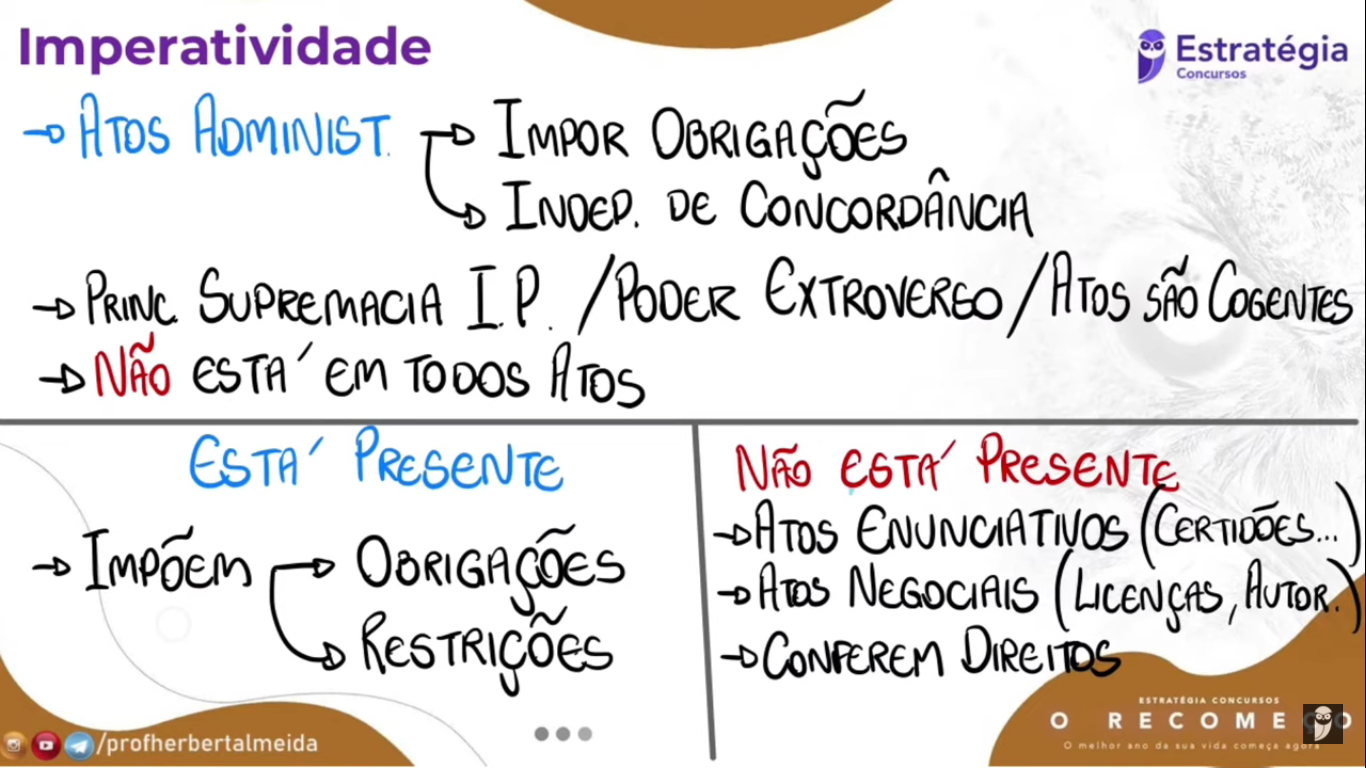 Imperatividade
Estratégia
Concursos
→ ATOS ADMINIST. → IMPOR OBRIGAÇÕES
→ INDEP. DE CONCORDÂNCIA
→ PRINC. SUPREMACIA I.P. / PODER EXTROVERSO / ATOS SÃO COGENTES
→ NÃO ESTÁ EM TODOS ATOS
ESTÁ PRESENTE
→ IMPÕEM → OBRIGAÇÕES
→ RESTRIÇÕES
NÃO ESTÁ PRESENTE
→ ATOS ENUNCIATIVOS (CERTIDÕES...)
→ ATOS NEGOCIAIS (LICENÇAS, AUTOR.)
→ CONFEREM DIREITOS
/profherbertalmeida
ESTRATÉGIA CONCURSOS
O RECOMEÇO
O melhor ano da sua vida começa agora